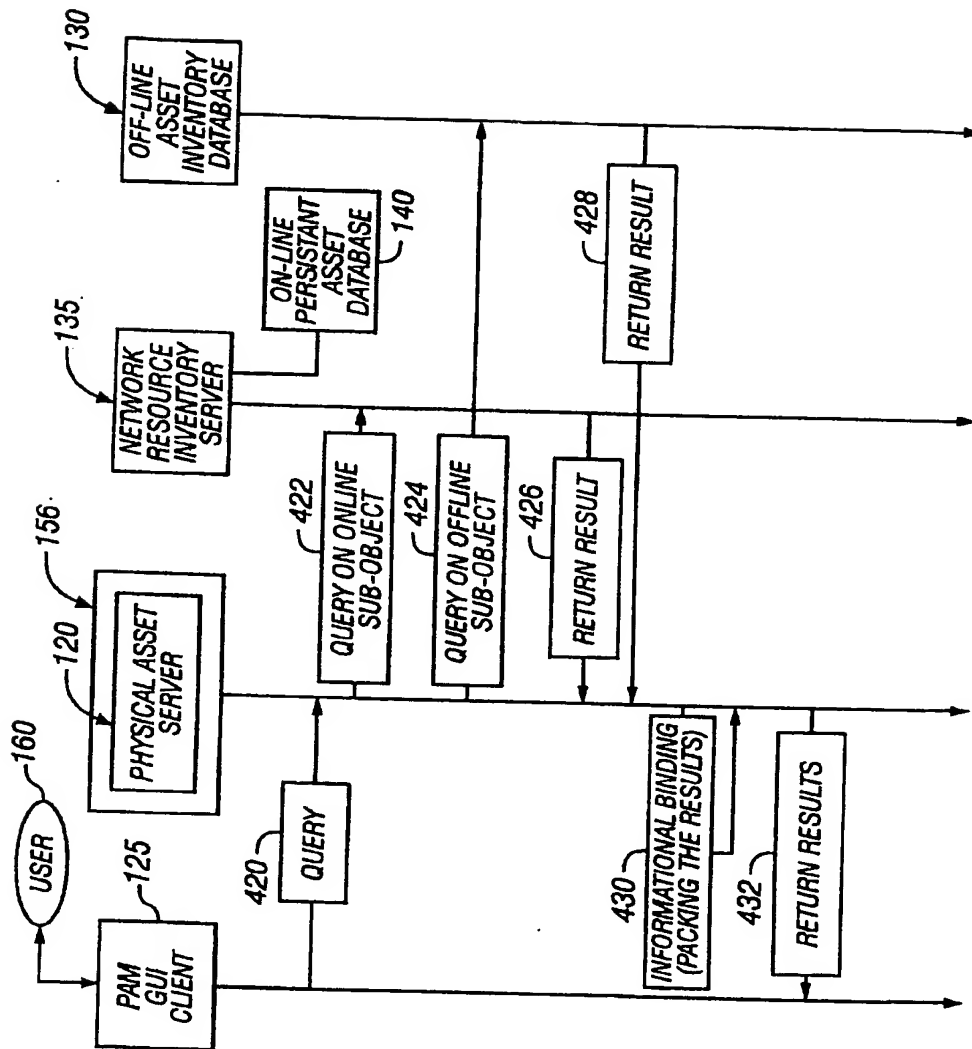 160
USER
125
PAM
GUI
CLIENT
156
120
PHYSICAL ASSET
SERVER
135
NETWORK
RESOURCE
INVENTORY
SERVER
ON-LINE
PERSISTANT
ASSET
DATABASE
140
130
OFF-LINE
ASSET
INVENTORY
DATABASE
420
QUERY
422
QUERY ON ONLINE
SUB-OBJECT
424
QUERY ON OFFLINE
SUB-OBJECT
426
RETURN RESULT
428
RETURN RESULT
430
INFORMATIONAL BINDING
(PACKING THE RESULTS)
432
RETURN RESULTS